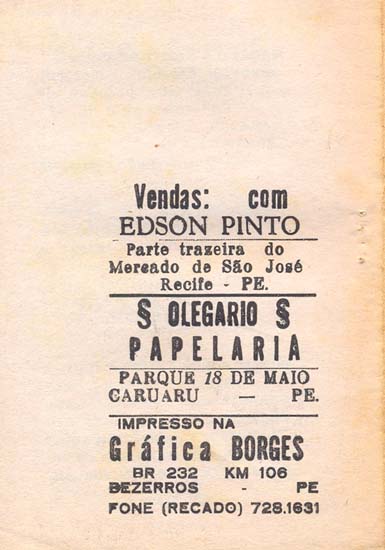 Vendas: com
EDSON PINTO
Parte trazeira do
Mercado de São José
Recife - PE.
§ OLEGARIO §
PAPELARIA
PARQUE 18 DE MAIO
CARUARU — PE.
IMPRESSO NA
Gráfica BORGES
BR 232 KM 106
BEZERROS - PE
FONE (RECADO) 728.1631